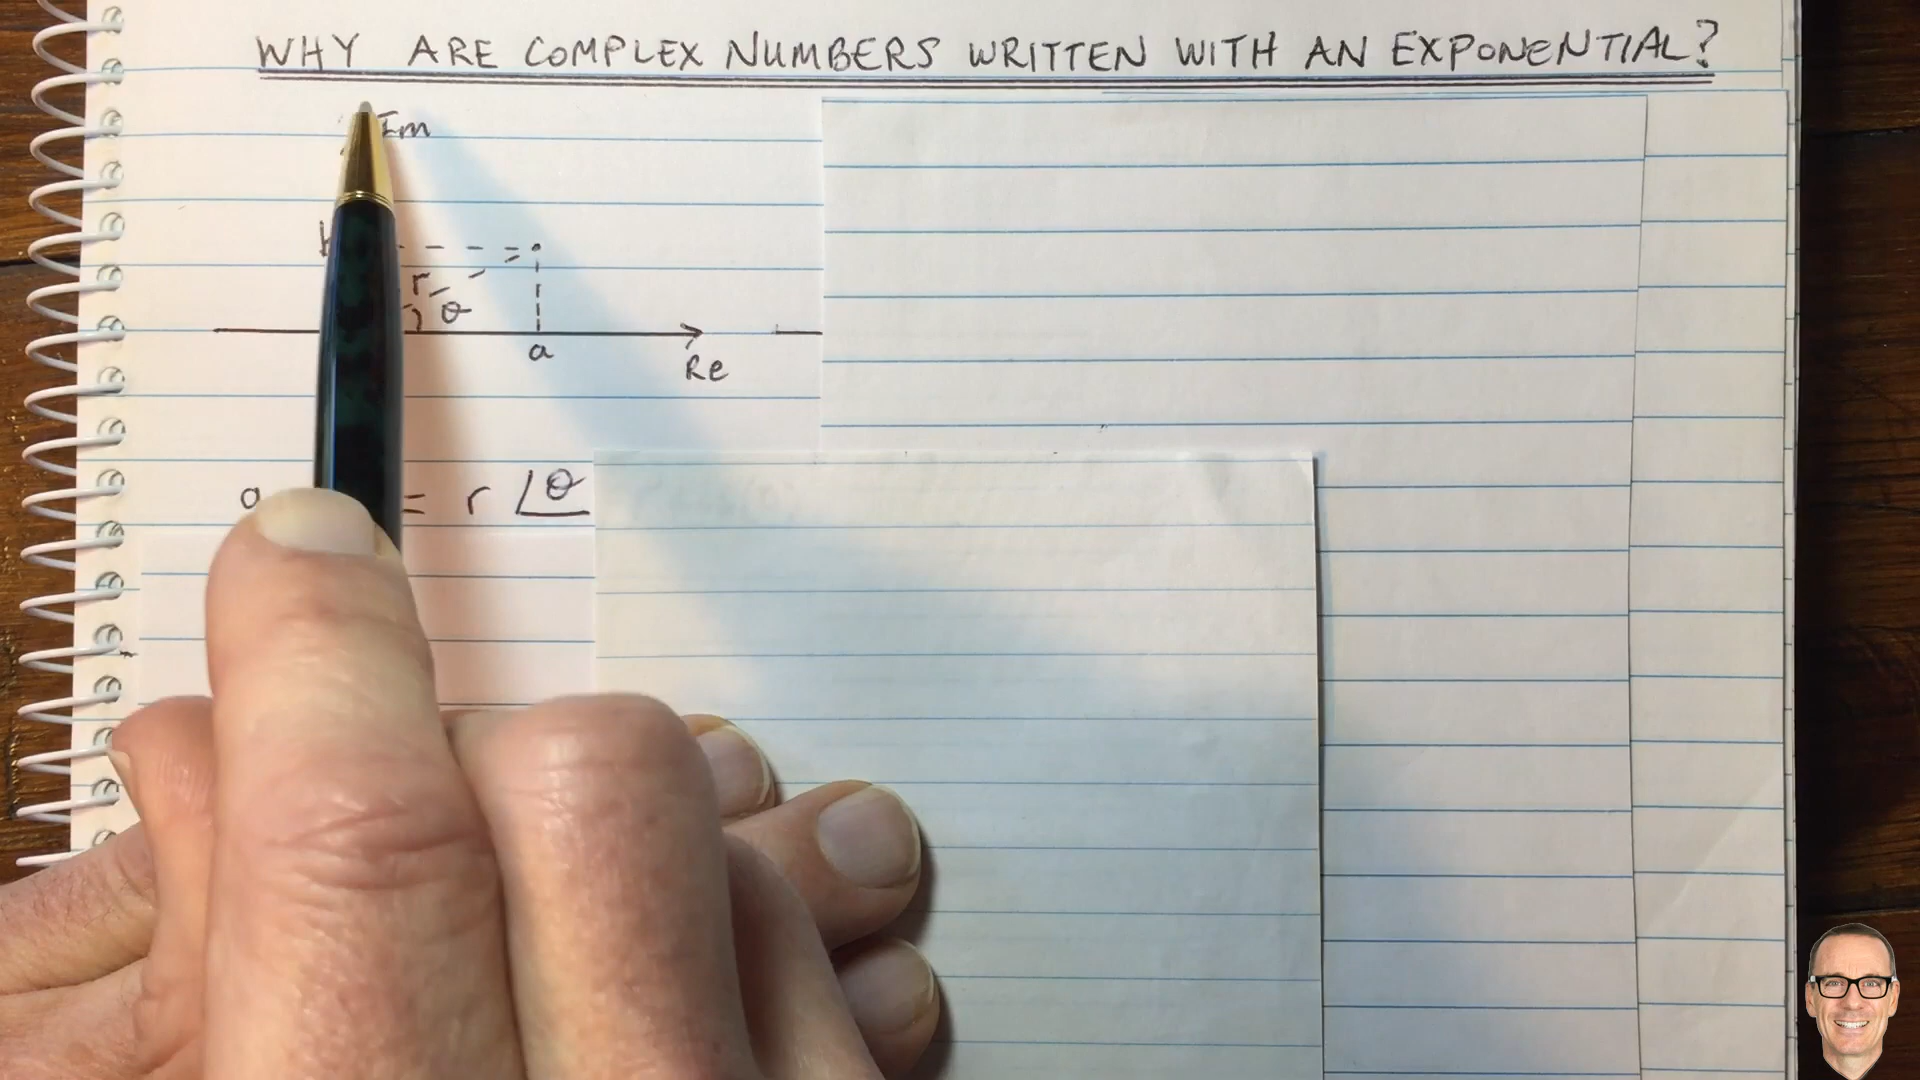 WHY ARE COMPLEX NUMBERS WRITTEN WITH AN EXPONENTIAL?
Im
r
θ
a
Re
a = r ∠θ